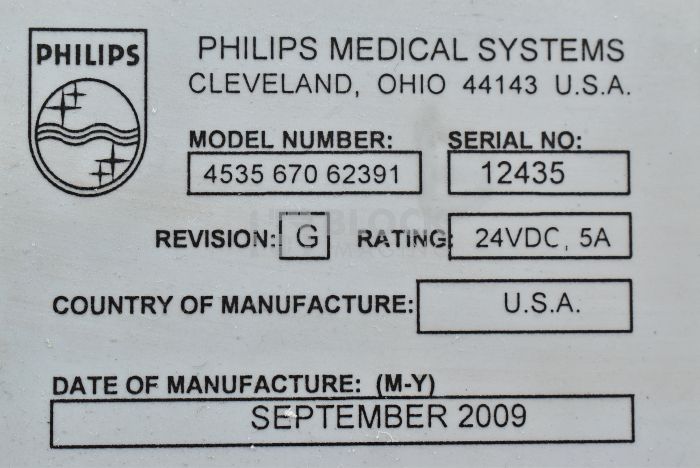 PHILIPS
PHILIPS MEDICAL SYSTEMS
CLEVELAND, OHIO 44143 U.S.A.
MODEL NUMBER: SERIAL NO:
4535 670 62391 12435
REVISION: G RATING: 24VDC, 5A
COUNTRY OF MANUFACTURE: U.S.A.
DATE OF MANUFACTURE: (M-Y)
SEPTEMBER 2009